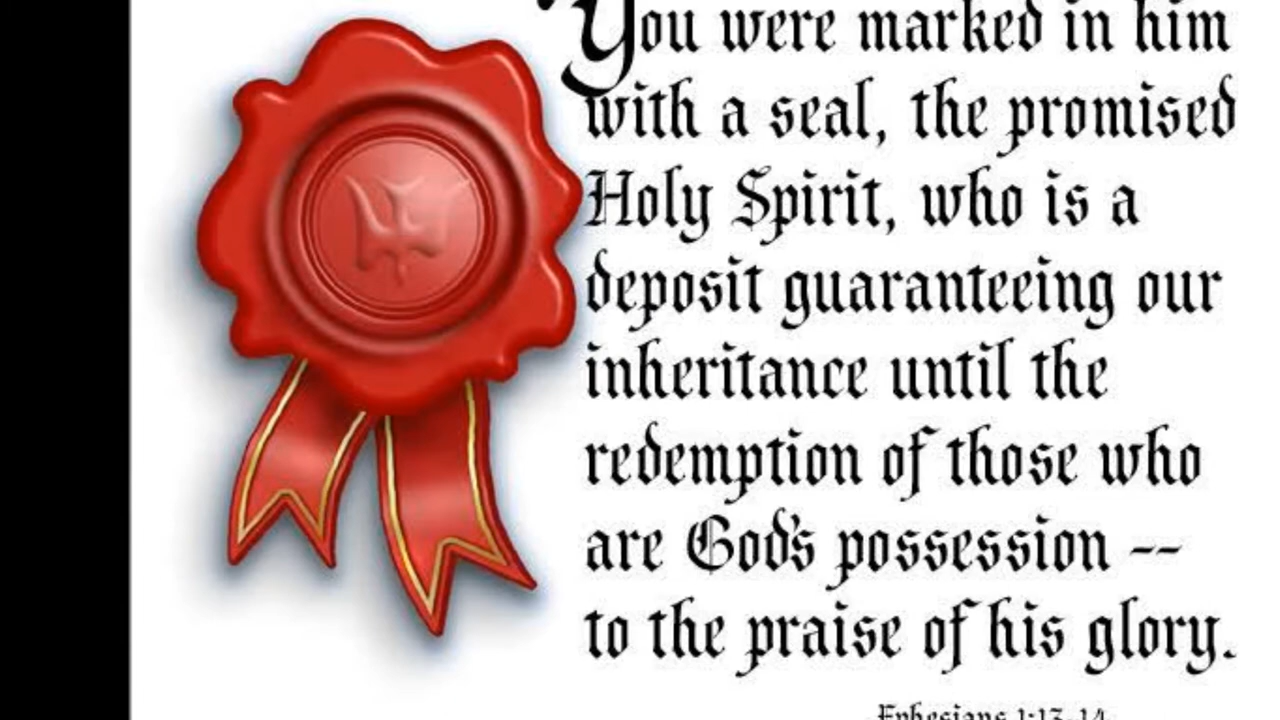 You were marked in him
with a seal, the promised
Holy Spirit, who is a
deposit guaranteeing our
inheritance until the
redemption of those who
are God's possession --
to the praise of his glory.
Ephesians 1:13-14